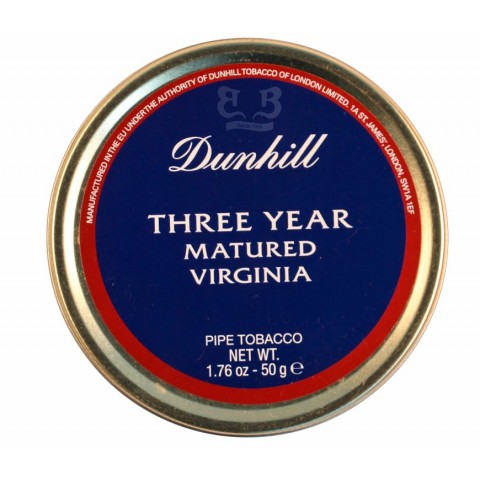 MANUFACTURED IN THE EU UNDER THE AUTHORITY OF DUNHILL TOBACCO OF LONDON LIMITED. 1A ST. JAMES', LONDON, SW1A 1EF
Dunhill
THREE YEAR
MATURED
VIRGINIA
PIPE TOBACCO
NET WT.
1.76 oz - 50 g e